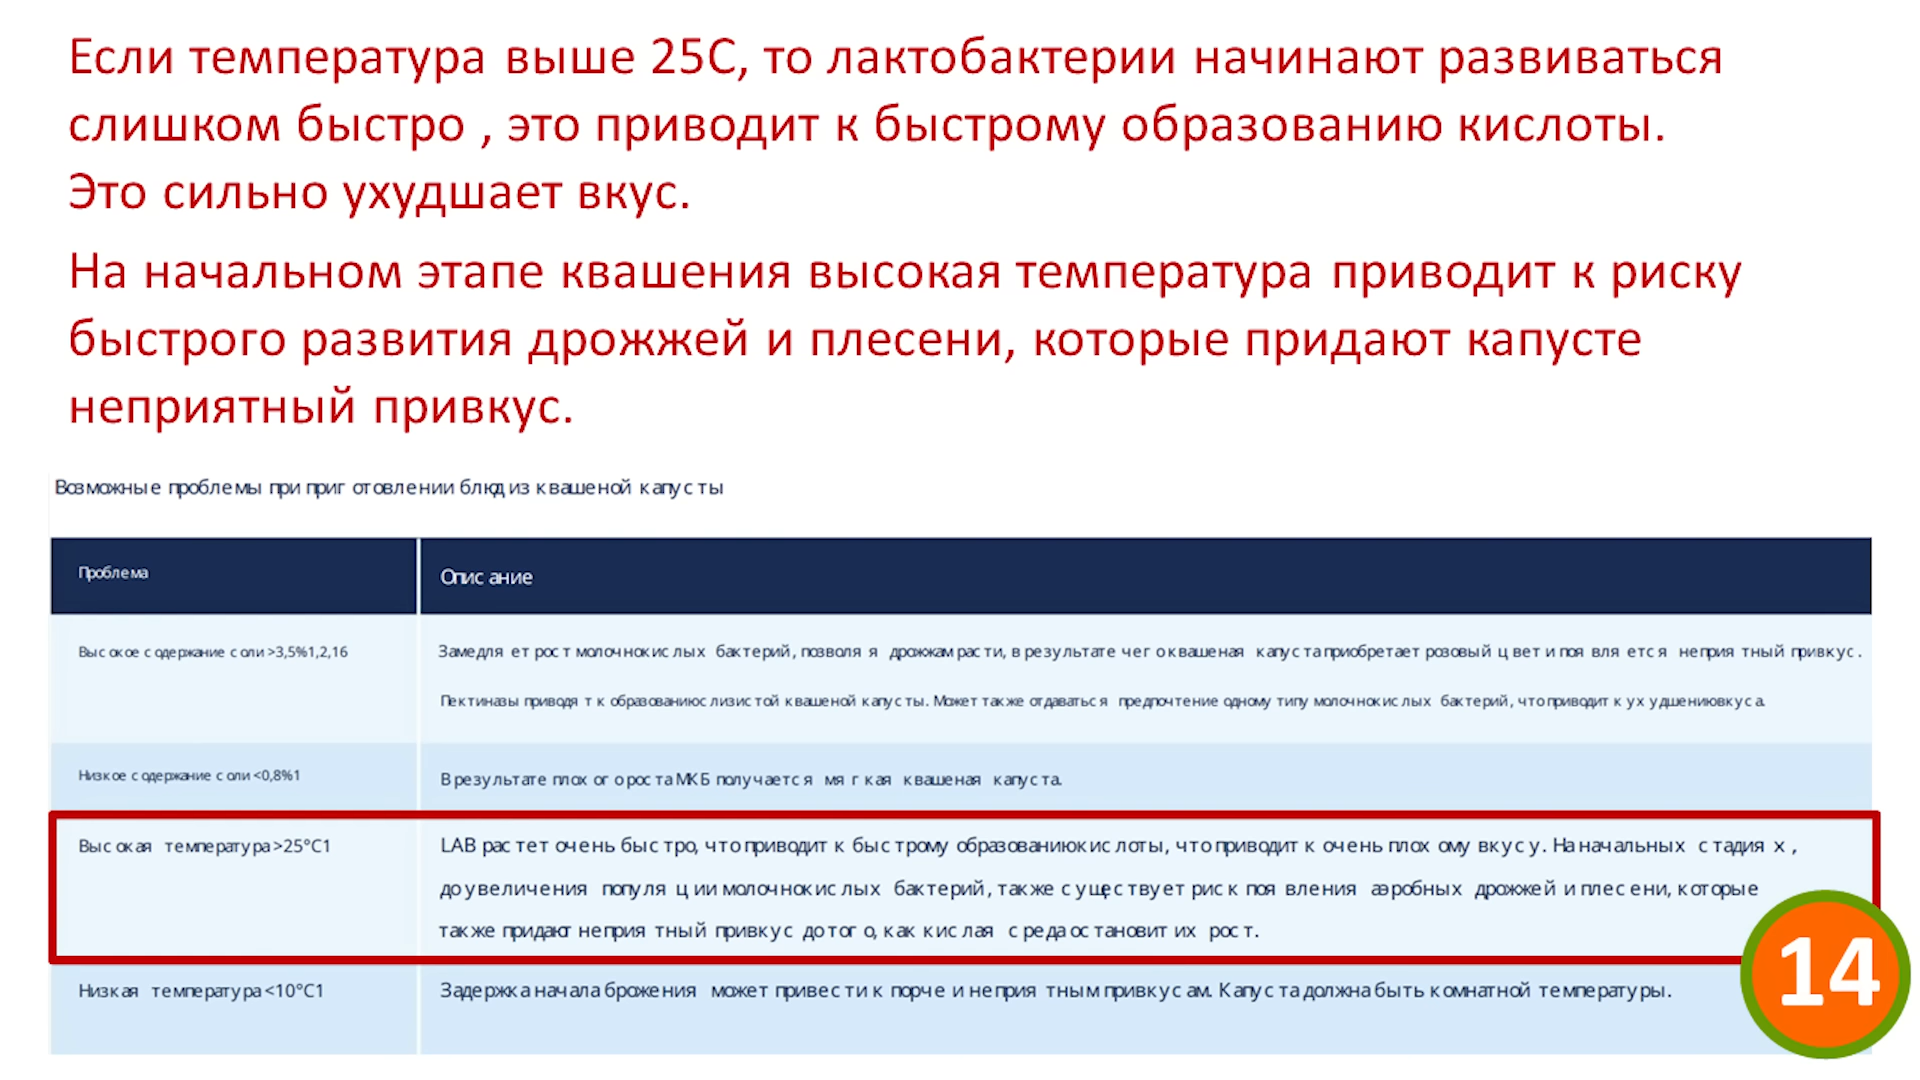 Если температура выше 25С, то лактобактерии начинают развиваться
слишком быстро , это приводит к быстрому образованию кислоты.
Это сильно ухудшает вкус.
На начальном этапе квашения высокая температура приводит к риску
быстрого развития дрожжей и плесени, которые придают капусте
неприятный привкус.
Возможные проблемы при приготовлении блюд из квашеной капусты
Проблема
Описание
Высокое содержание соли >3,5%1,2,16
Замедляет рост молочнокислых бактерий, позволяя дрожжам расти, в результате чего квашеная капуста приобретает розовый цвет и появляется неприятный привкус.
Пектиназы приводят к образованию слизистой квашеной капусты. Может также отдаваться предпочтение одному типу молочнокислых бактерий, что приводит к ухудшению вкуса.
Низкое содержание соли <0,8%1
В результате плохого роста МКБ получается мягкая квашеная капуста.
Высокая температура >25°C1
LAB растет очень быстро, что приводит к быстрому образованию кислоты, что приводит к очень плохому вкусу. На начальных стадиях,
до увеличения популяции молочнокислых бактерий, также существует риск появления аэробных дрожжей и плесени, которые
также придают неприятный привкус до того, как кислая среда остановит их рост.
Низкая температура <10°C1
Задержка начала брожения может привести к порче и неприятным привкусам. Капуста должна быть комнатной температуры.
14